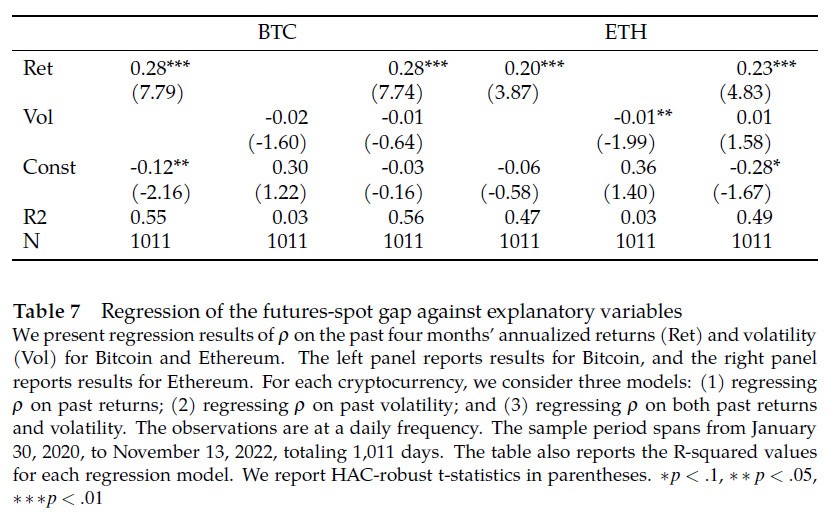 BTC ETH
Ret 0.28*** 0.28*** 0.20*** 0.23***
(7.79) (7.74) (3.87) (4.83)
Vol -0.02 -0.01 -0.01** 0.01
(-1.60) (-0.64) (-1.99) (1.58)
Const -0.12** 0.30 -0.03 -0.06 0.36 -0.28*
(-2.16) (1.22) (-0.16) (-0.58) (1.40) (-1.67)
R2 0.55 0.03 0.56 0.47 0.03 0.49
N 1011 1011 1011 1011 1011 1011
Table 7 Regression of the futures-spot gap against explanatory variables
We present regression results of ρ on the past four months’ annualized returns (Ret) and volatility
(Vol) for Bitcoin and Ethereum. The left panel reports results for Bitcoin, and the right panel
reports results for Ethereum. For each cryptocurrency, we consider three models: (1) regressing
ρ on past returns; (2) regressing ρ on past volatility; and (3) regressing ρ on both past returns
and volatility. The observations are at a daily frequency. The sample period spans from January
30, 2020, to November 13, 2022, totaling 1,011 days. The table also reports the R-squared values
for each regression model. We report HAC-robust t-statistics in parentheses. ∗p < .1, ∗∗p < .05,
∗∗∗p < .01